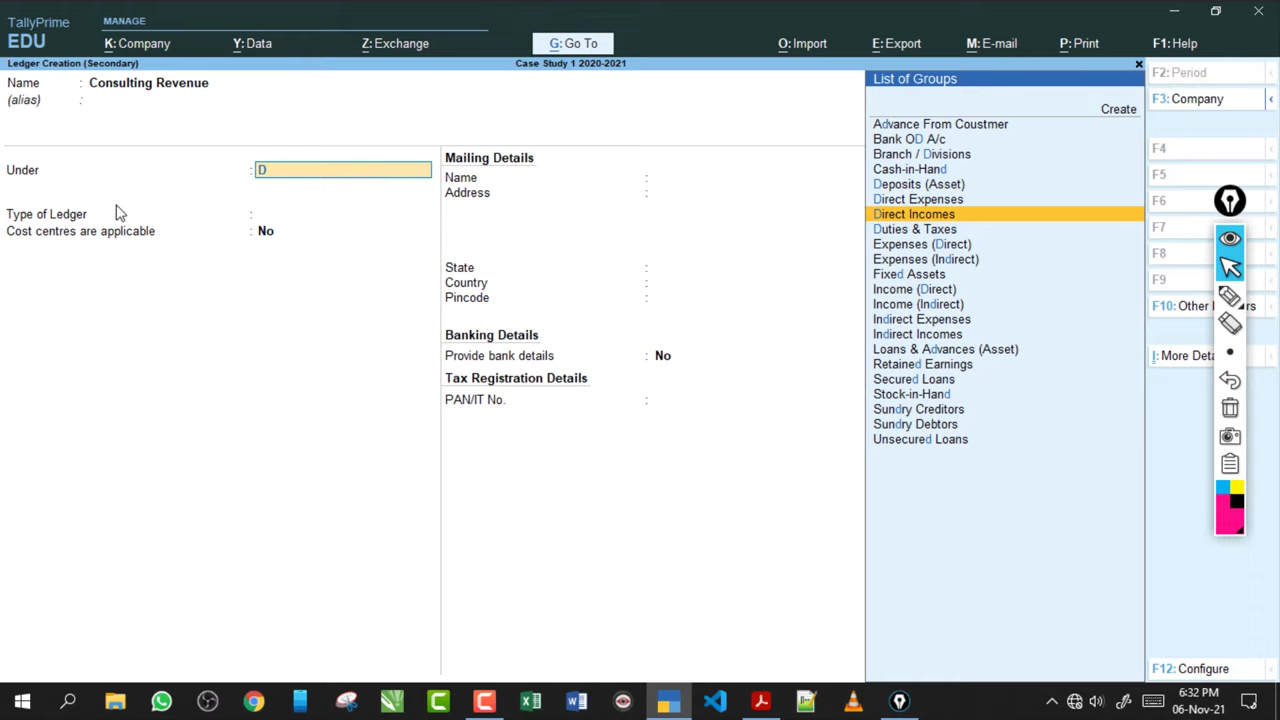 TallyPrime
EDU
MANAGE
K: Company
Y: Data
Z: Exchange
G: Go To
O: Import
E: Export
M: E-mail
P: Print
F1: Help
Ledger Creation (Secondary)
Case Study 1 2020-2021
Name : Consulting Revenue
(alias) :
Under : D
Type of Ledger :
Cost centres are applicable : No
Mailing Details
Name :
Address :
State :
Country :
Pincode :
Banking Details
Provide bank details : No
Tax Registration Details
PAN/IT No. :
List of Groups
Create
Advance From Coustmer
Bank OD A/c
Branch / Divisions
Cash-in-Hand
Deposits (Asset)
Direct Expenses
Direct Incomes
Duties & Taxes
Expenses (Direct)
Expenses (Indirect)
Fixed Assets
Income (Direct)
Income (Indirect)
Indirect Expenses
Indirect Incomes
Loans & Advances (Asset)
Retained Earnings
Secured Loans
Stock-in-Hand
Sundry Creditors
Sundry Debtors
Unsecured Loans
F2: Period
F3: Company
F4
F5
F6
F7
F8
F9
F10: Other
I: More
F12: Configure
6:32 PM
06-Nov-21